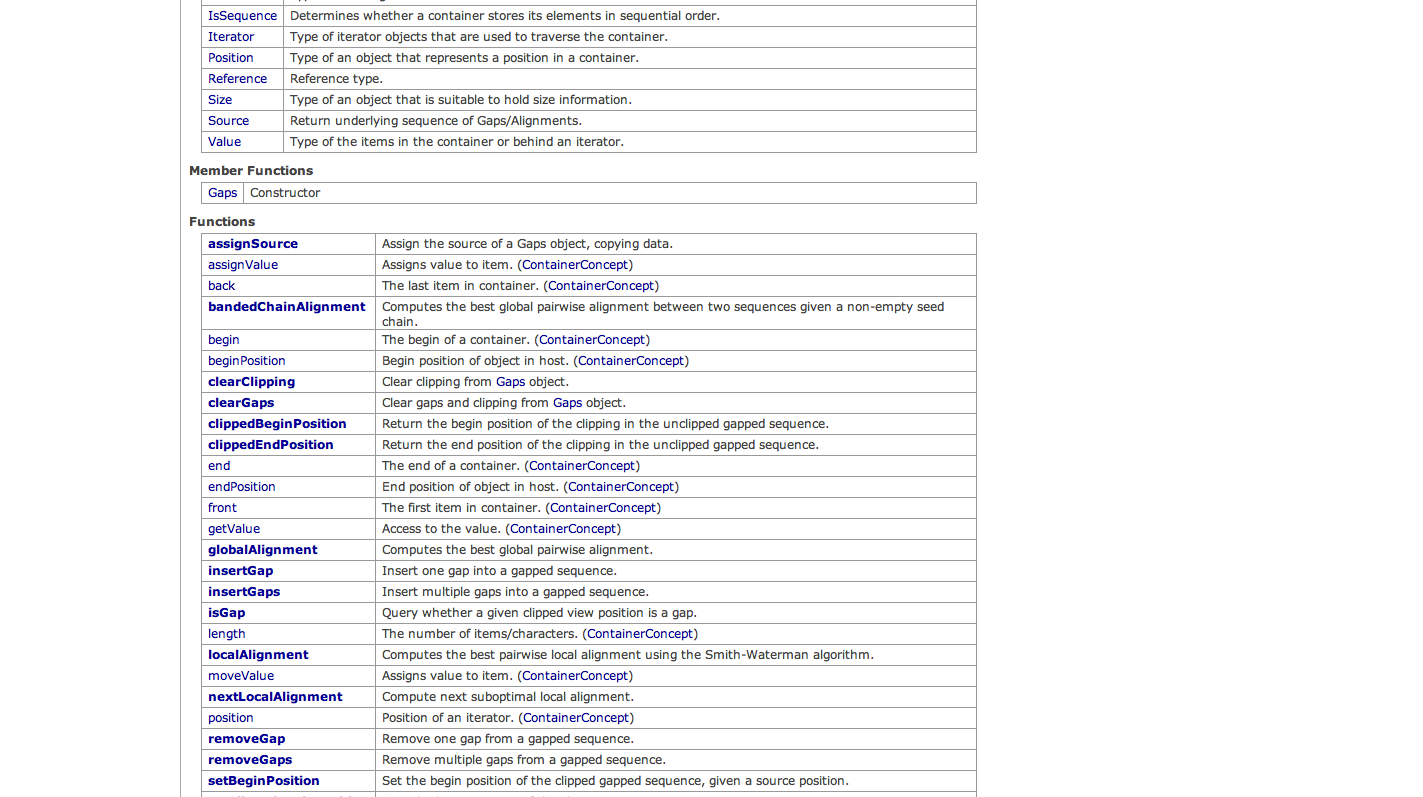 IsSequence Determines whether a container stores its elements in sequential order.
Iterator Type of iterator objects that are used to traverse the container.
Position Type of an object that represents a position in a container.
Reference Reference type.
Size Type of an object that is suitable to hold size information.
Source Return underlying sequence of Gaps/Alignments.
Value Type of the items in the container or behind an iterator.
Member Functions
Gaps Constructor
Functions
assignSource Assign the source of a Gaps object, copying data.
assignValue Assigns value to item. (ContainerConcept)
back The last item in container. (ContainerConcept)
bandedChainAlignment Computes the best global pairwise alignment between two sequences given a non-empty seed
chain.
begin The begin of a container. (ContainerConcept)
beginPosition Begin position of object in host. (ContainerConcept)
clearClipping Clear clipping from Gaps object.
clearGaps Clear gaps and clipping from Gaps object.
clippedBeginPosition Return the begin position of the clipping in the unclipped gapped sequence.
clippedEndPosition Return the end position of the clipping in the unclipped gapped sequence.
end The end of a container. (ContainerConcept)
endPosition End position of object in host. (ContainerConcept)
front The first item in container. (ContainerConcept)
getValue Access to the value. (ContainerConcept)
globalAlignment Computes the best global pairwise alignment.
insertGap Insert one gap into a gapped sequence.
insertGaps Insert multiple gaps into a gapped sequence.
isGap Query whether a given clipped view position is a gap.
length The number of items/characters. (ContainerConcept)
localAlignment Computes the best pairwise local alignment using the Smith-Waterman algorithm.
moveValue Assigns value to item. (ContainerConcept)
nextLocalAlignment Compute next suboptimal local alignment.
position Position of an iterator. (ContainerConcept)
removeGap Remove one gap from a gapped sequence.
removeGaps Remove multiple gaps from a gapped sequence.
setBeginPosition Set the begin position of the clipped gapped sequence, given a source position.